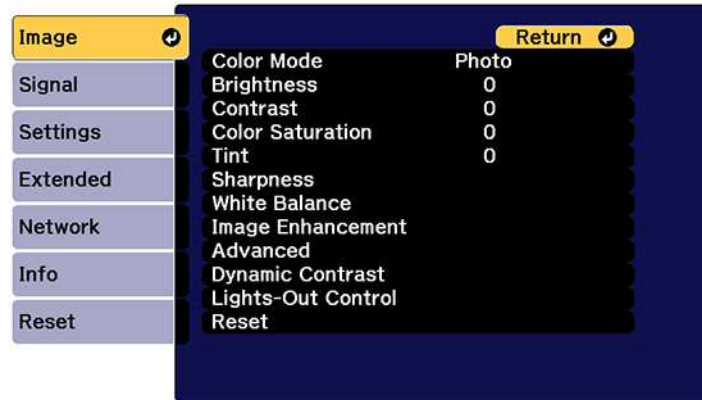 Image
Signal
Settings
Extended
Network
Info
Reset
Return
Color Mode Photo
Brightness 0
Contrast 0
Color Saturation 0
Tint 0
Sharpness
White Balance
Image Enhancement
Advanced
Dynamic Contrast
Lights-Out Control
Reset